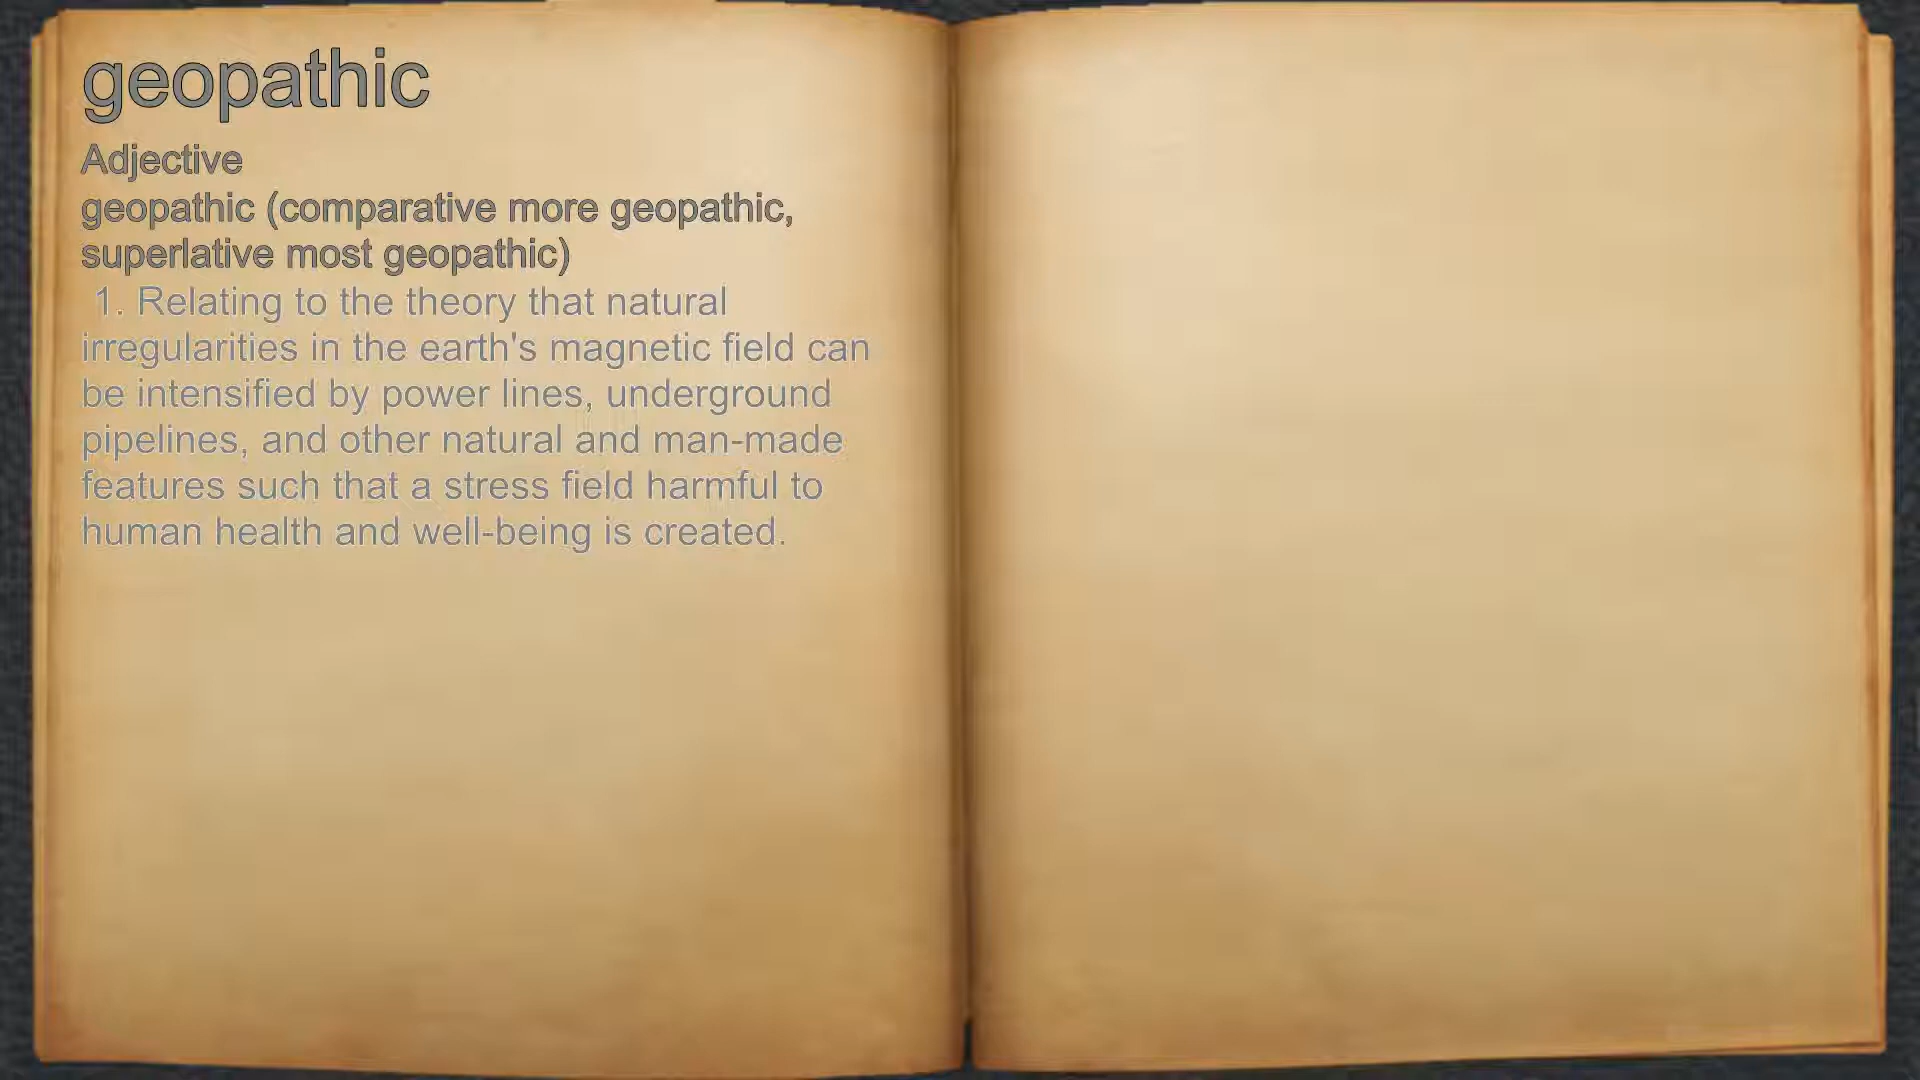 geopathic
Adjective
geopathic (comparative more geopathic,
superlative most geopathic)
1. Relating to the theory that natural
irregularities in the earth's magnetic field can
be intensified by power lines, underground
pipelines, and other natural and man-made
features such that a stress field harmful to
human health and well-being is created.